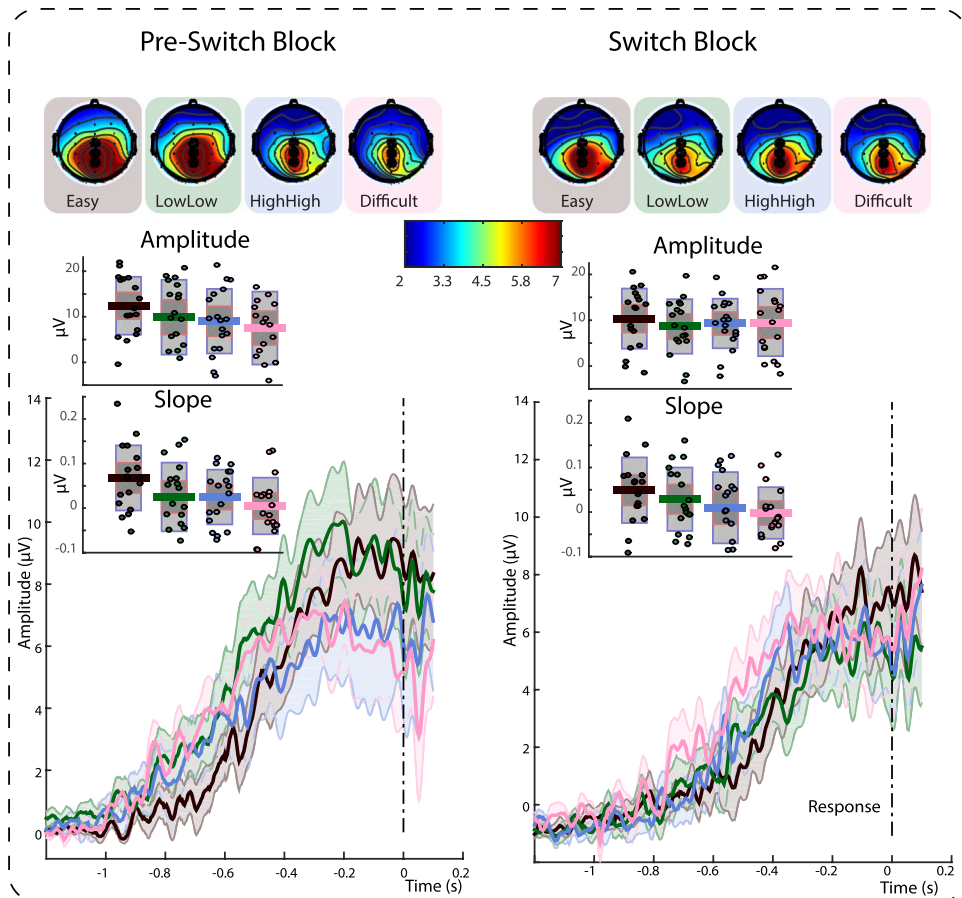 Pre-Switch Block
Switch Block
Easy LowLow HighHigh Difficult
Easy LowLow HighHigh Difficult
2 3.3 4.5 5.8 7
Amplitude
µV
20
10
0
Amplitude
µV
20
10
0
Slope
µV
0.2
0.1
0
-0.1
Slope
µV
0.2
0.1
0
-0.1
Amplitude (µV)
14
12
10
8
6
4
2
0
-1 -0.8 -0.6 -0.4 -0.2 0 0.2
Time (s)
Amplitude (µV)
14
12
10
8
6
4
2
0
Response
-1 -0.8 -0.6 -0.4 -0.2 0 0.2
Time (s)